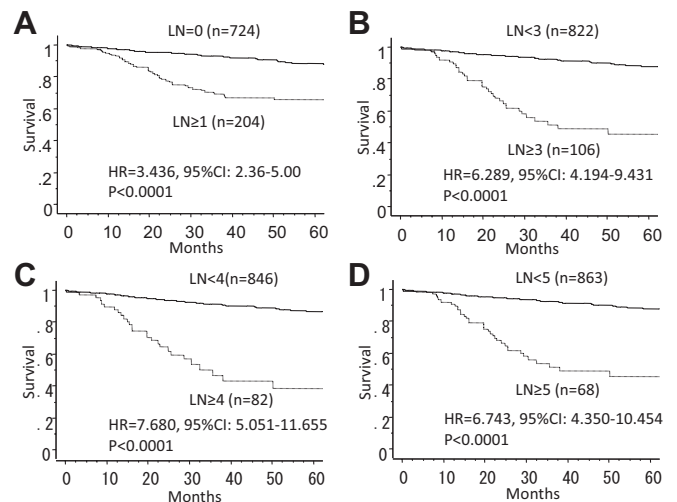 A
LN=0 (n=724)
1
.8
.6
.4
.2
0
Survival
LN≥1 (n=204)
HR=3.436, 95%CI: 2.36-5.00
P<0.0001
0 10 20 30 40 50 60
Months
B
LN<3 (n=822)
1
.8
.6
.4
.2
0
Survival
LN≥3 (n=106)
HR=6.289, 95%CI: 4.194-9.431
P<0.0001
0 10 20 30 40 50 60
Months
C
LN<4(n=846)
1
. 8
. 6
. 4
. 2
0
Survival
LN≥4 (n=82)
HR=7.680, 95%CI: 5.051-11.655
P<0.0001
0 10 20 30 40 50 60
Months
D
LN<5 (n=863)
1
. 8
. 6
. 4
. 2
0
Survival
LN≥5 (n=68)
HR=6.743, 95%CI: 4.350-10.454
P<0.0001
0 10 20 30 40 50 60
Months